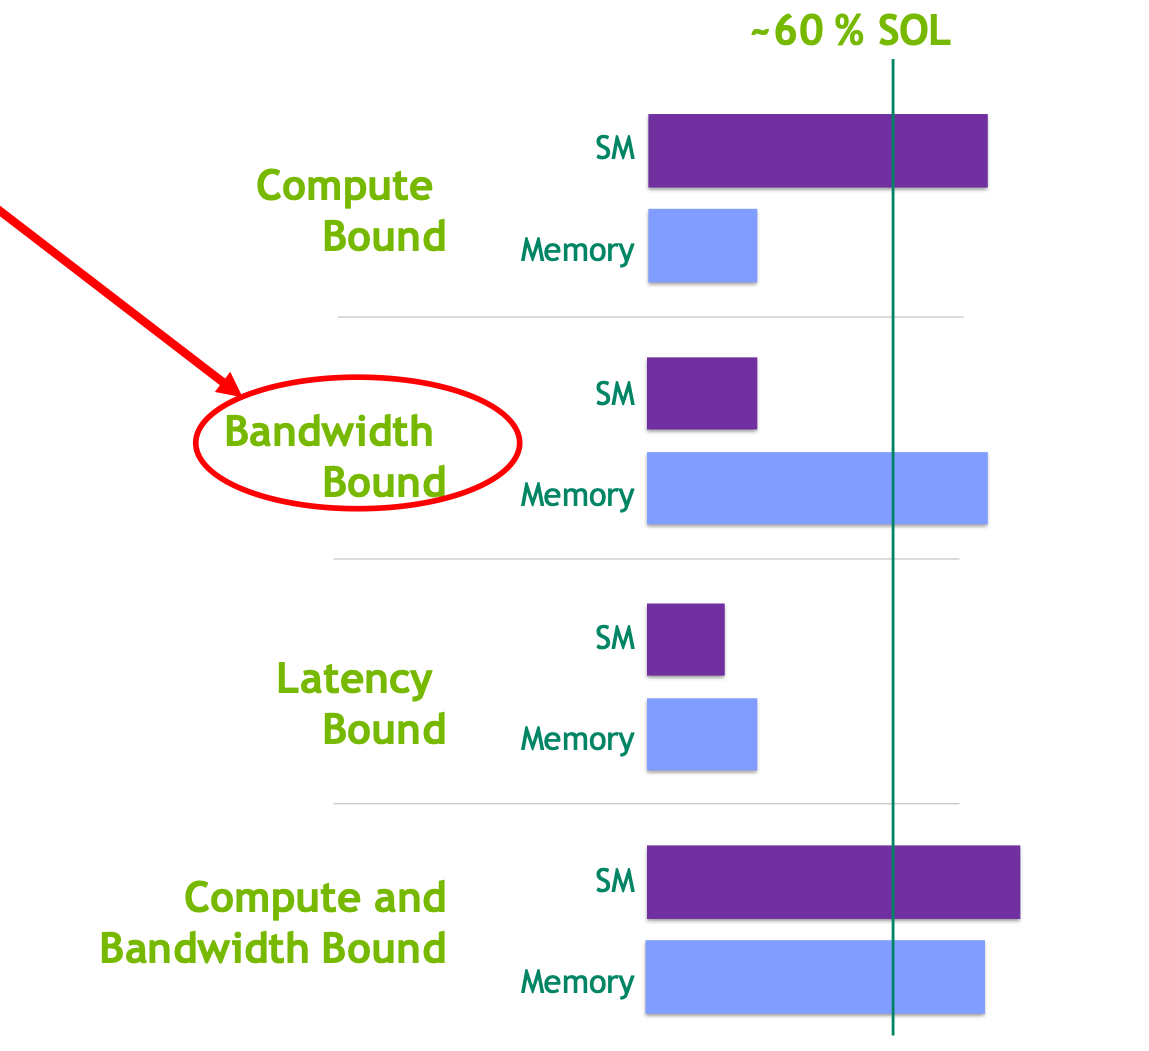 ~60 % SOL
Compute
Bound
SM
Memory
Bandwidth
Bound
SM
Memory
Latency
Bound
SM
Memory
Compute and
Bandwidth Bound
SM
Memory